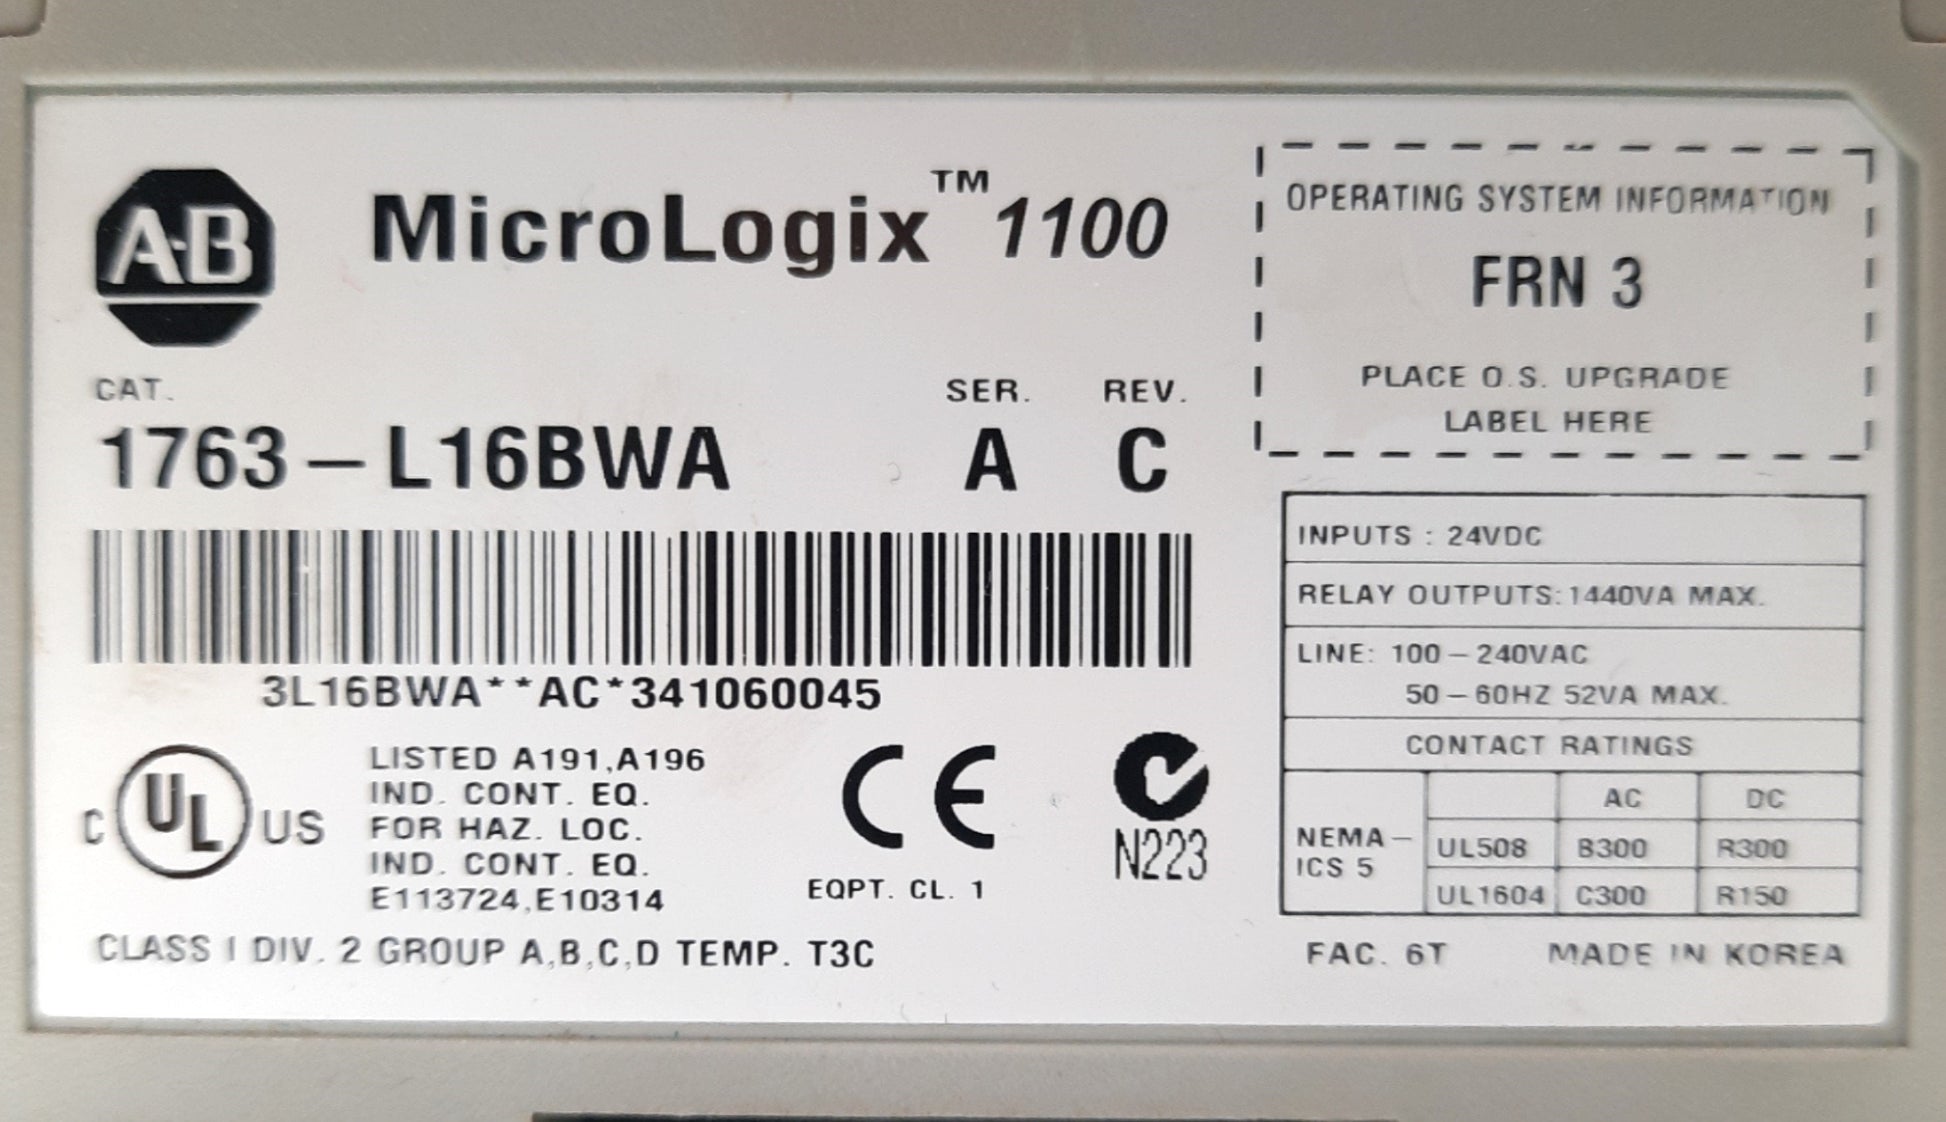 A-B
MicroLogix™ 1100
CAT.
SER.
REV.
1763-L16BWA
A
C
3L16BWA**AC*341060045
C UL US
LISTED A191,A196
IND. CONT. EQ.
FOR HAZ. LOC.
IND. CONT. EQ.
E113724,E10314
CE
EQPT. CL. 1
N223
CLASS I DIV. 2 GROUP A,B,C,D TEMP. T3C
OPERATING SYSTEM INFORMATION
FRN 3
PLACE O.S. UPGRADE
LABEL HERE
INPUTS : 24VDC
RELAY OUTPUTS:1440VA MAX.
LINE: 100-240VAC
50-60HZ 52VA MAX.
CONTACT RATINGS
AC DC
NEMA-
ICS 5
UL508 B300 R300
UL1604 C300 R150
FAC. 6T MADE IN KOREA